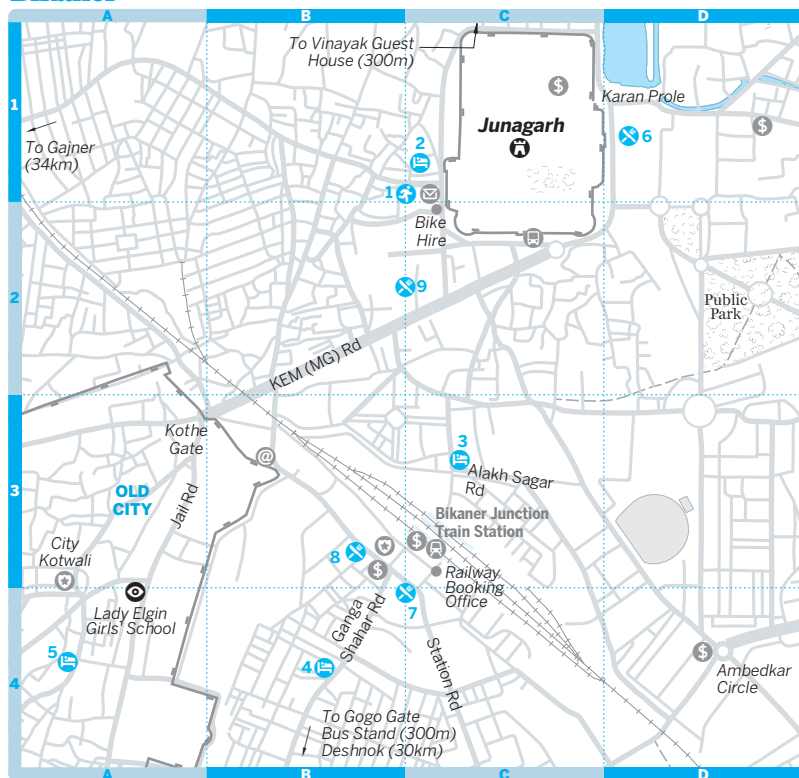 A
B
C
D
To Vinayak Guest
House (300m)
$
Karan Prole
1
Junagarh
6
$
To Gajner
(34km)
2
1
Bike
Hire
2
9
Public
Park
KEM (MG) Rd
Kothe
Gate
@
3
Alakh Sagar
Rd
3
OLD
CITY
Jail Rd
Bikaner Junction
Train Station
$
City
Kotwali
8
$
Railway
Booking
Office
Lady Elgin
Girls' School
Ganga
Shahar Rd
7
5
4
Station Rd
$
4
Ambedkar
Circle
To Gogo Gate
Bus Stand (300m)
Deshnok (30km)
A
B
C
D